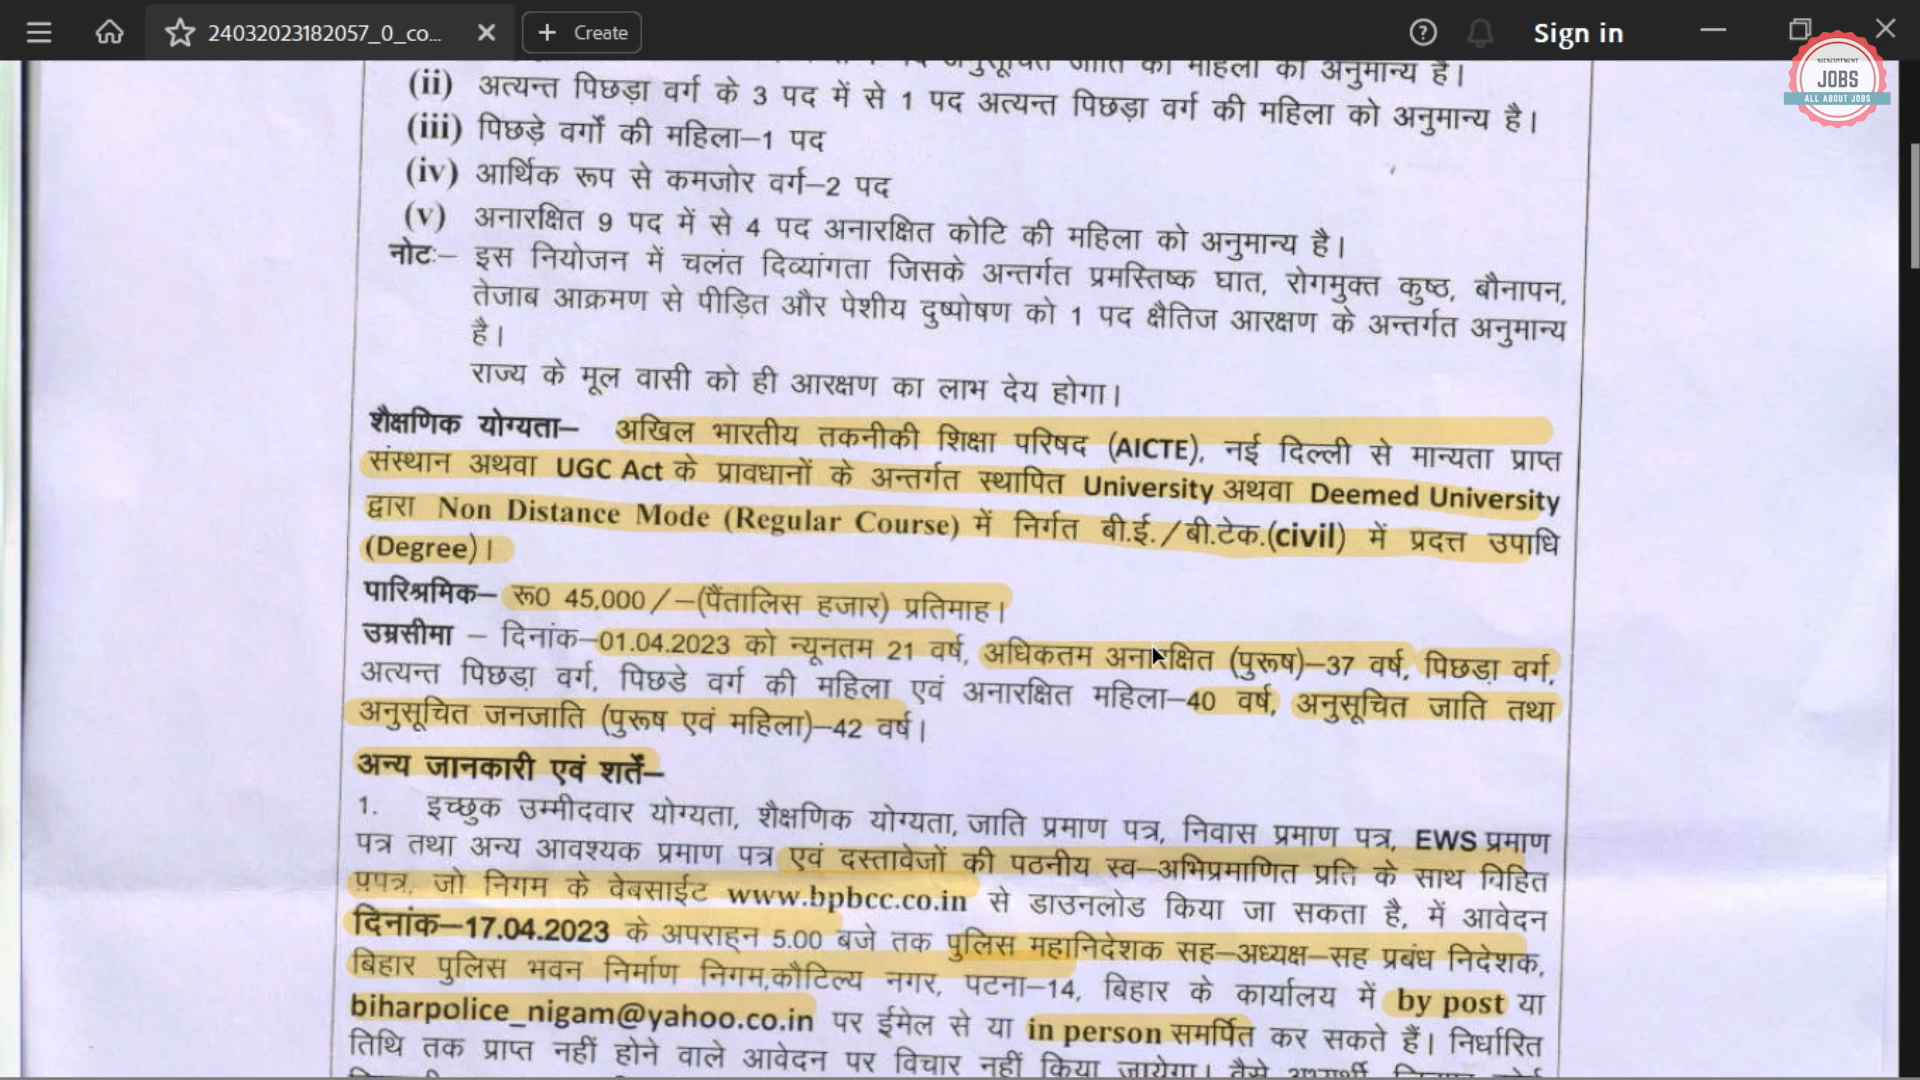 24032023182057_0_co...
Create
Sign in
JOBS
ALL ABOUT JOBS
अनुसूचित जाति की महिला को अनुमान्य है।
(ii) अत्यन्त पिछड़ा वर्ग के 3 पद में से 1 पद अत्यन्त पिछड़ा वर्ग की महिला को अनुमान्य है।
(iii) पिछड़े वर्गों की महिला–1 पद
(iv) आर्थिक रूप से कमजोर वर्ग–2 पद
(v) अनारक्षित 9 पद में से 4 पद अनारक्षित कोटि की महिला को अनुमान्य है।
नोटः– इस नियोजन में चलंत दिव्यांगता जिसके अन्तर्गत प्रमस्तिष्क घात, रोगमुक्त कुष्ठ, बौनापन,
तेजाब आक्रमण से पीड़ित और पेशीय दुष्पोषण को 1 पद क्षैतिज आरक्षण के अन्तर्गत अनुमान्य
है।
राज्य के मूल वासी को ही आरक्षण का लाभ देय होगा।
शैक्षणिक योग्यता– अखिल भारतीय तकनीकी शिक्षा परिषद (AICTE), नई दिल्ली से मान्यता प्राप्त
संस्थान अथवा UGC Act के प्रावधानों के अन्तर्गत स्थापित University अथवा Deemed University
द्वारा Non Distance Mode (Regular Course) में निर्गत बी.ई./बी.टेक.(civil) में प्रदत्त उपाधि
(Degree)।
पारिश्रमिक– रू0 45,000/–(पैंतालिस हजार) प्रतिमाह।
उम्रसीमा – दिनांक–01.04.2023 को न्यूनतम 21 वर्ष, अधिकतम अनारक्षित (पुरूष)–37 वर्ष, पिछड़ा वर्ग,
अत्यन्त पिछड़ा वर्ग, पिछडे वर्ग की महिला एवं अनारक्षित महिला–40 वर्ष, अनुसूचित जाति तथा
अनुसूचित जनजाति (पुरूष एवं महिला)–42 वर्ष।
अन्य जानकारी एवं शर्तें–
1. इच्छुक उम्मीदवार योग्यता, शैक्षणिक योग्यता, जाति प्रमाण पत्र, निवास प्रमाण पत्र, EWS प्रमाण
पत्र तथा अन्य आवश्यक प्रमाण पत्र एवं दस्तावेजों की पठनीय स्व–अभिप्रमाणित प्रति के साथ विहित
प्रपत्र, जो निगम के वेबसाईट www.bpbcc.co.in से डाउनलोड किया जा सकता है, में आवेदन
दिनांक–17.04.2023 के अपराह्न 5.00 बजे तक पुलिस महानिदेशक सह–अध्यक्ष–सह प्रबंध निदेशक,
बिहार पुलिस भवन निर्माण निगम,कौटिल्य नगर, पटना–14, बिहार के कार्यालय में by post या
biharpolice_nigam@yahoo.co.in पर ईमेल से या in person समर्पित कर सकते हैं। निर्धारित
तिथि तक प्राप्त नहीं होने वाले आवेदन पर विचार नहीं किया जायेगा। वैसे